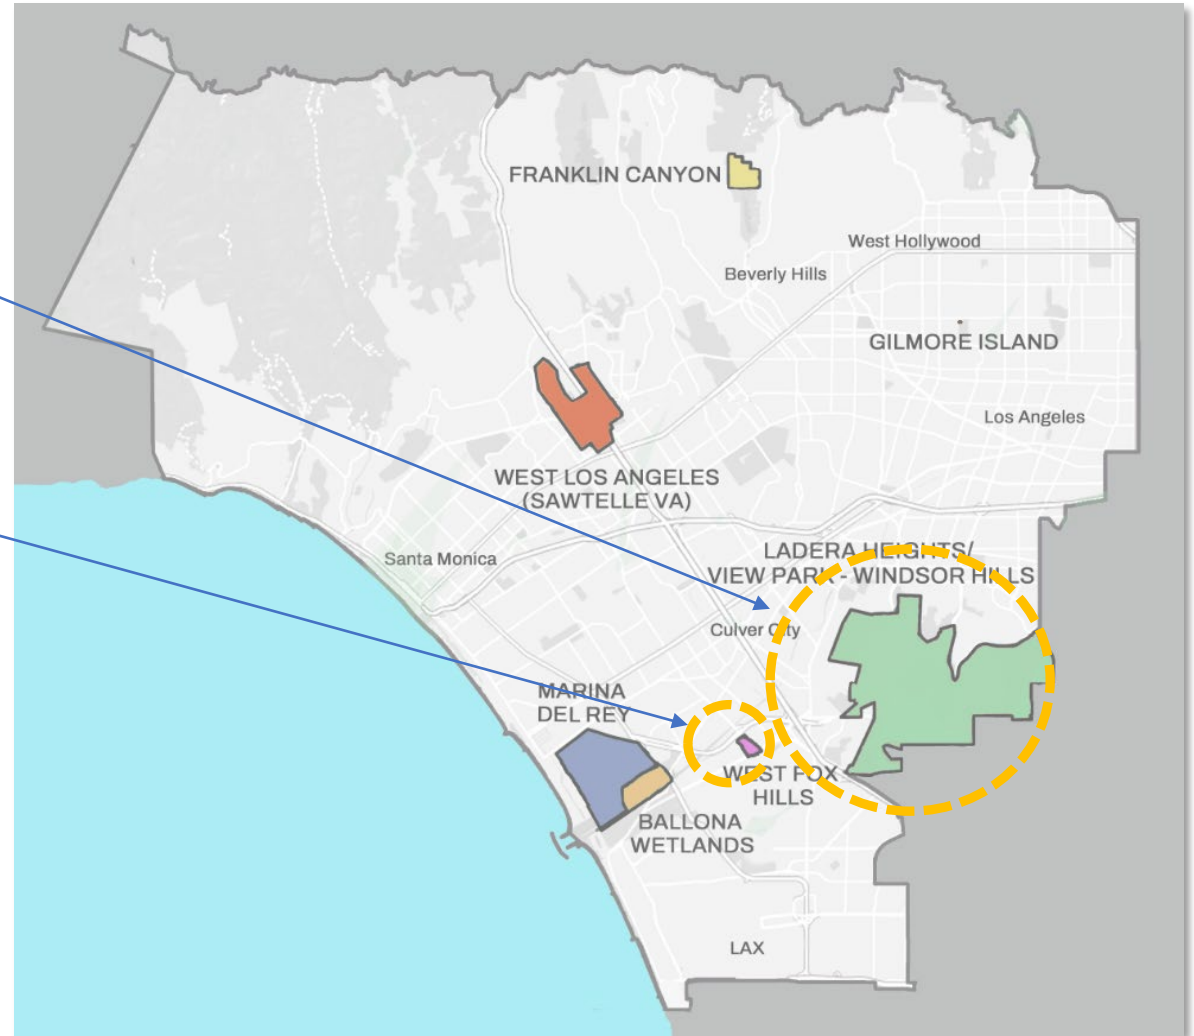 FRANKLIN CANYON
West Hollywood
Beverly Hills
GILMORE ISLAND
Los Angeles
WEST LOS ANGELES
(SAWTELLE VA)
Santa Monica
LADERA HEIGHTS/
VIEW PARK - WINDSOR HILLS
Culver City
MARINA
DEL REY
WEST FOX
HILLS
BALLONA
WETLANDS
LAX